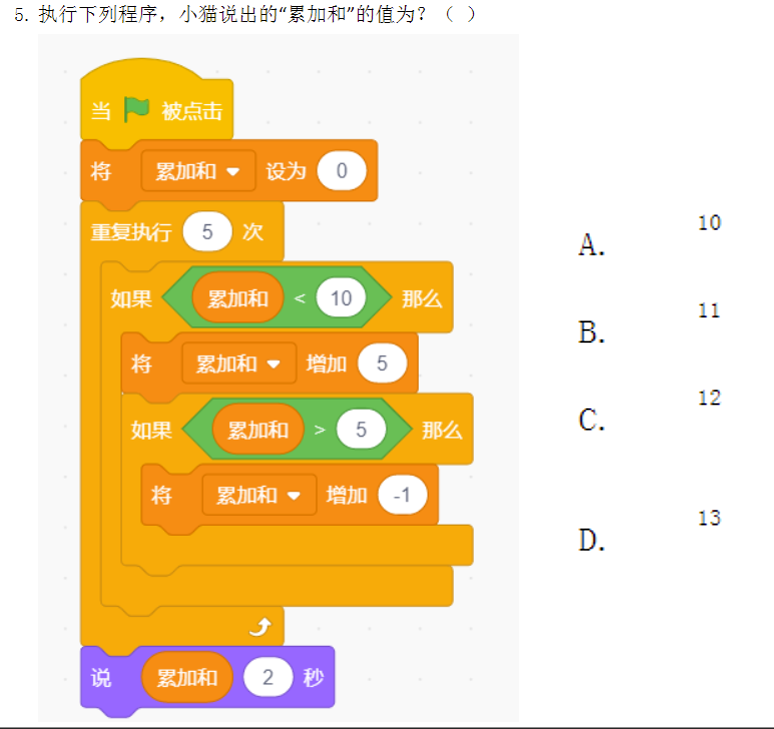 5. 执行下列程序，小猫说出的“累加和”的值为？（ ）
当 被点击
将 累加和 设为 0
重复执行 5 次
如果 累加和 < 10 那么
将 累加和 增加 5
如果 累加和 > 5 那么
将 累加和 增加 -1
说 累加和 2 秒
A. 10
B. 11
C. 12
D. 13